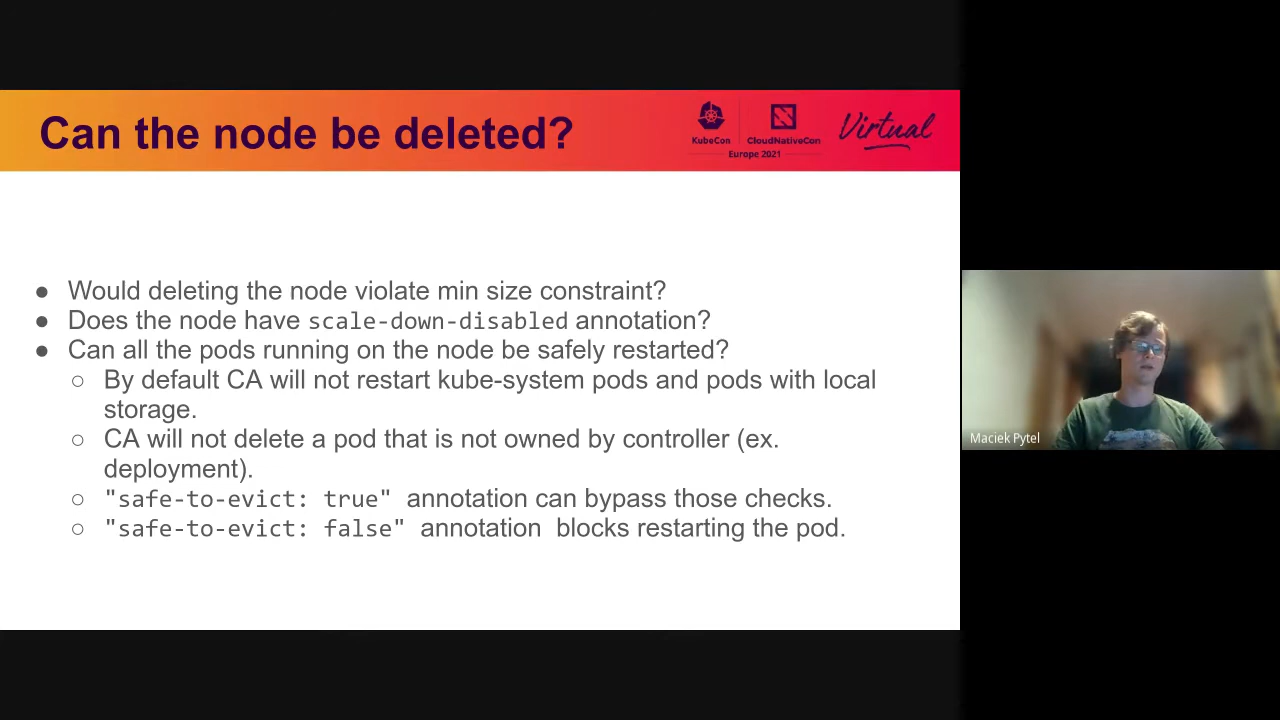 Can the node be deleted?
KubeCon
CloudNativeCon
Europe 2021
Virtual
● Would deleting the node violate min size constraint?
● Does the node have scale-down-disabled annotation?
● Can all the pods running on the node be safely restarted?
○ By default CA will not restart kube-system pods and pods with local
storage.
○ CA will not delete a pod that is not owned by controller (ex.
deployment).
○ "safe-to-evict: true" annotation can bypass those checks.
○ "safe-to-evict: false" annotation blocks restarting the pod.
Maciek Pytel